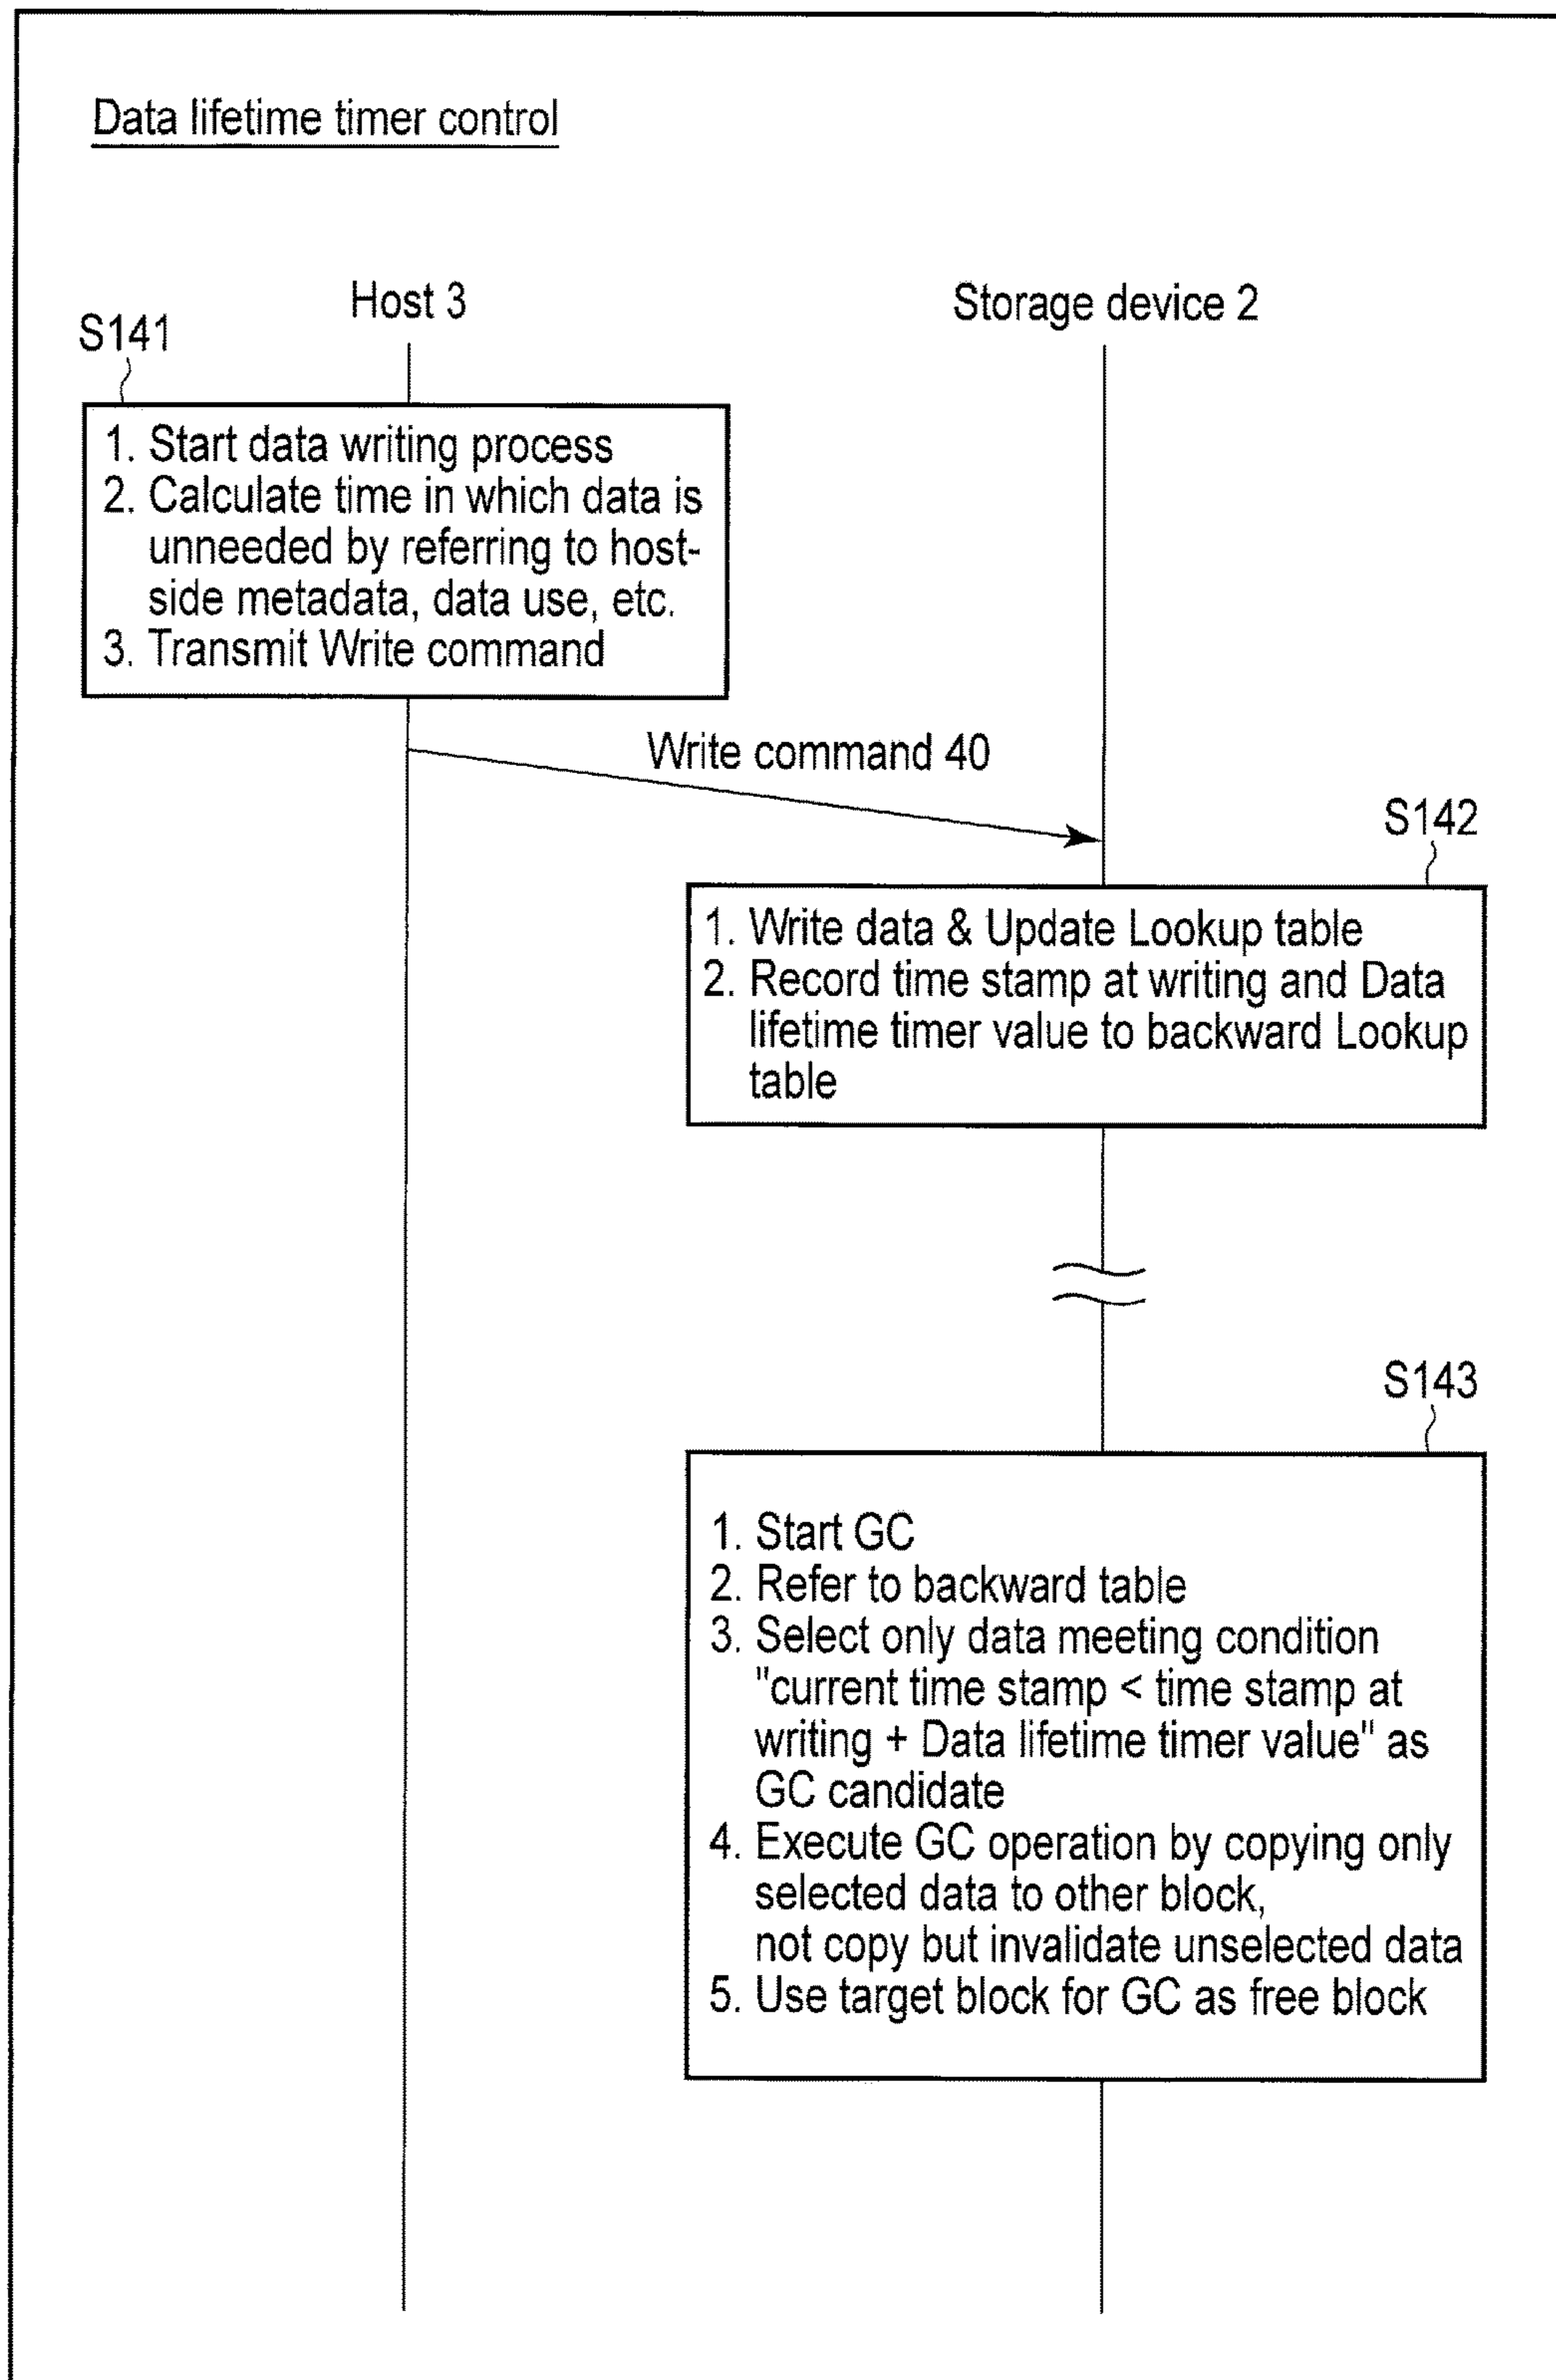 Data lifetime timer control
Host 3
Storage device 2
S141
1. Start data writing process
2. Calculate time in which data is
unneeded by referring to host-
side metadata, data use, etc.
3. Transmit Write command
Write command 40
S142
1. Write data & Update Lookup table
2. Record time stamp at writing and Data
lifetime timer value to backward Lookup
table
S143
1. Start GC
2. Refer to backward table
3. Select only data meeting condition
"current time stamp < time stamp at
writing + Data lifetime timer value" as
GC candidate
4. Execute GC operation by copying only
selected data to other block,
not copy but invalidate unselected data
5. Use target block for GC as free block